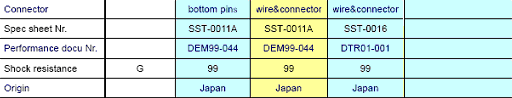 Connector bottom pins wire&connector wire&connector
Spec sheet Nr. SST-0011A SST-0011A SST-0016
Performance docu Nr. DEM99-044 DEM99-044 DTR01-001
Shock resistance G 99 99 99
Origin Japan Japan Japan